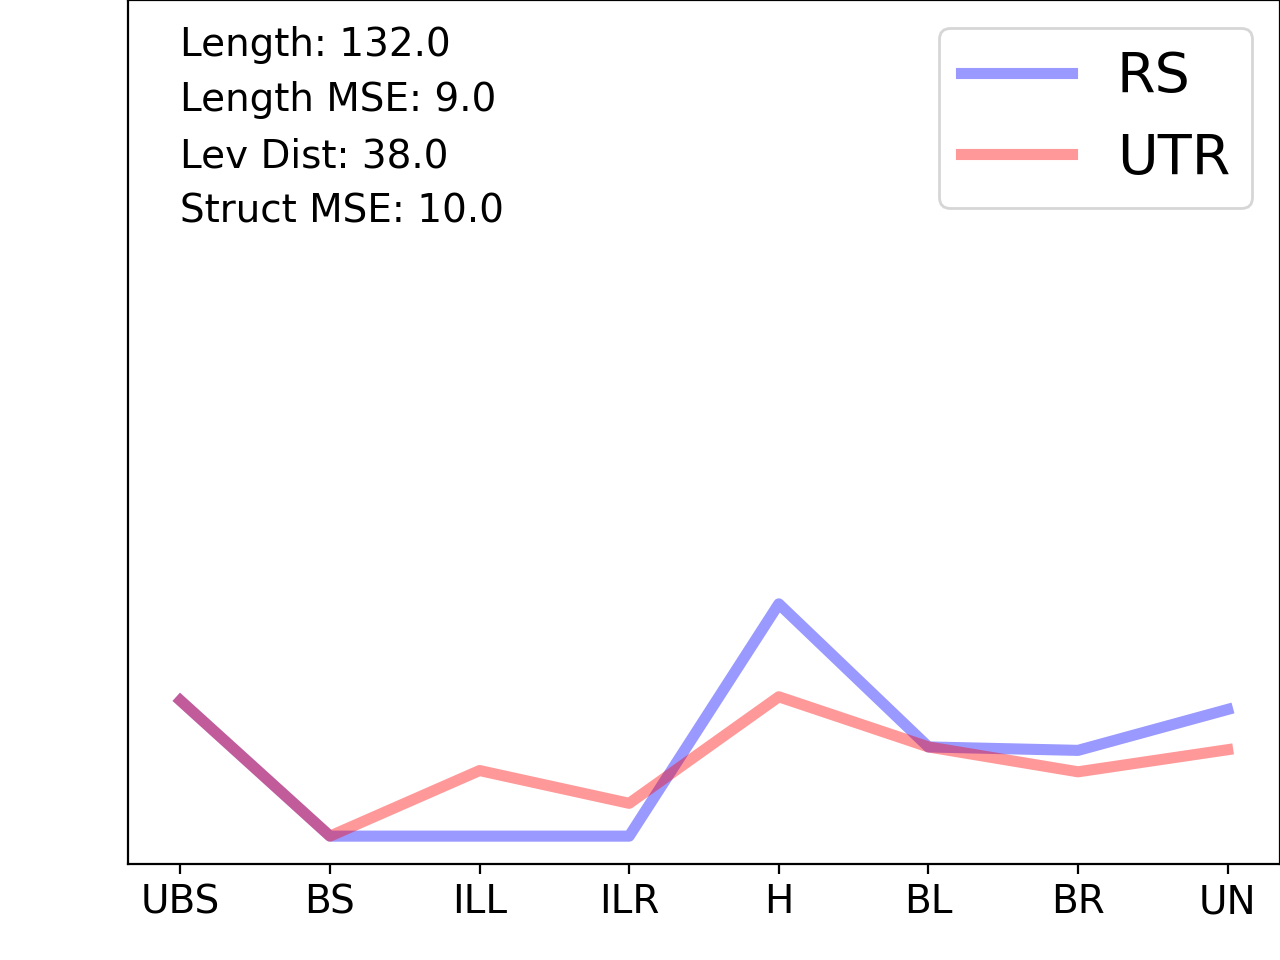 Length: 132.0
Length MSE: 9.0
Lev Dist: 38.0
Struct MSE: 10.0
RS
UTR
UBS BS ILL ILR H BL BR UN